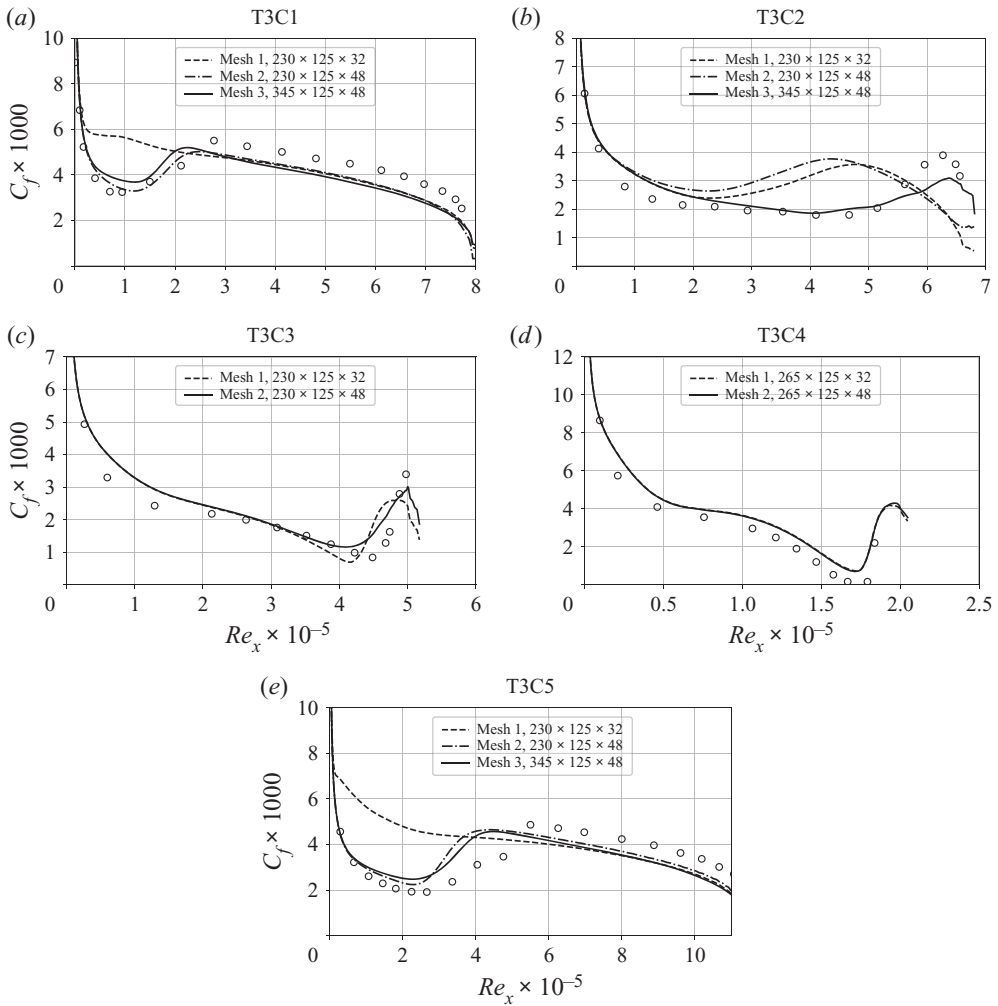 (a) T3C1
10
8
6
4
2
0
1 2 3 4 5 6 7 8
C_f × 1000
Mesh 1, 230 × 125 × 32
Mesh 2, 230 × 125 × 48
Mesh 3, 345 × 125 × 48
(b) T3C2
8
7
6
5
4
3
2
1
0
1 2 3 4 5 6 7
Mesh 1, 230 × 125 × 32
Mesh 2, 230 × 125 × 48
Mesh 3, 345 × 125 × 48
(c) T3C3
7
6
5
4
3
2
1
0
1 2 3 4 5 6
C_f × 1000
Mesh 1, 230 × 125 × 32
Mesh 2, 230 × 125 × 48
Re_x × 10^–5
(d) T3C4
12
10
8
6
4
2
0
0.5 1.0 1.5 2.0 2.5
Mesh 1, 265 × 125 × 32
Mesh 2, 265 × 125 × 48
Re_x × 10^–5
(e) T3C5
10
8
6
4
2
0
2 4 6 8 10
C_f × 1000
Mesh 1, 230 × 125 × 32
Mesh 2, 230 × 125 × 48
Mesh 3, 345 × 125 × 48
Re_x × 10^–5